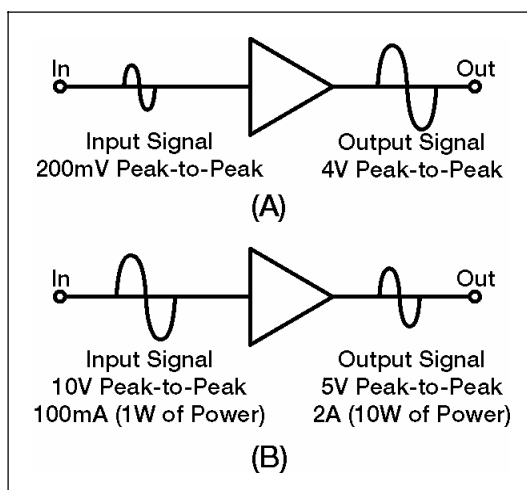 In
Out
Input Signal
200mV Peak-to-Peak
Output Signal
4V Peak-to-Peak
(A)
In
Out
Input Signal
10V Peak-to-Peak
100mA (1W of Power)
Output Signal
5V Peak-to-Peak
2A (10W of Power)
(B)